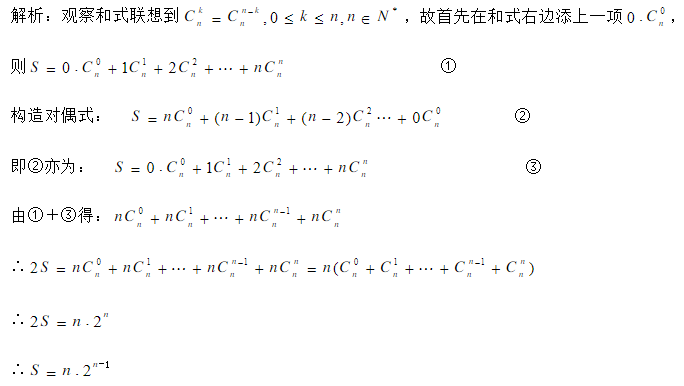 解析：观察和式联想到 $C_n^k = C_n^{n-k}, 0 \le k \le n, n \in N^*$，故首先在和式右边添上一项 $0 \cdot C_n^0$，
则 $S = 0 \cdot C_n^0 + 1C_n^1 + 2C_n^2 + \cdots + nC_n^n$ ①
构造对偶式： $S = nC_n^0 + (n-1)C_n^1 + (n-2)C_n^2 \cdots + 0C_n^0$ ②
即②亦为： $S = 0 \cdot C_n^0 + 1C_n^1 + 2C_n^2 + \cdots + nC_n^n$ ③
由①＋③得：$nC_n^0 + nC_n^1 + \cdots + nC_n^{n-1} + nC_n^n$
∴ $2S = nC_n^0 + nC_n^1 + \cdots + nC_n^{n-1} + nC_n^n = n(C_n^0 + C_n^1 + \cdots + C_n^{n-1} + C_n^n)$
∴ $2S = n \cdot 2^n$
∴ $S = n \cdot 2^{n-1}$